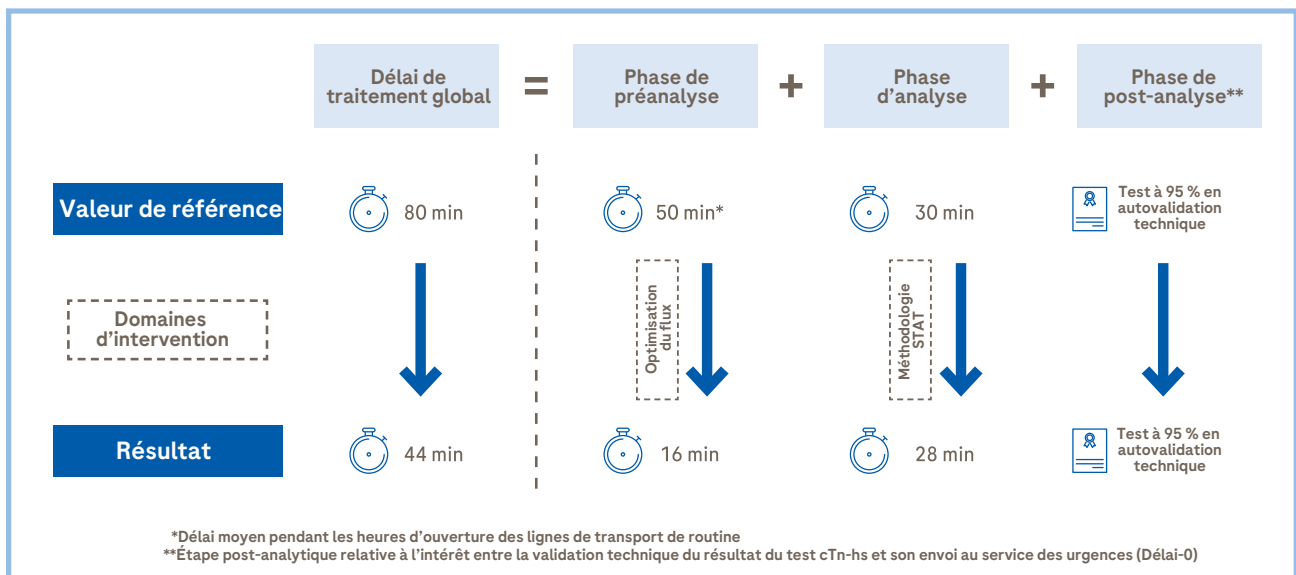 Délai de
traitement global
=
Phase de
préanalyse
+
Phase
d'analyse
+
Phase de
post-analyse**
Valeur de référence
80 min
50 min*
30 min
Test à 95 % en
autovalidation
technique
Domaines
d'intervention
Optimisation
du flux
Méthodologie
STAT
Résultat
44 min
16 min
28 min
Test à 95 % en
autovalidation
technique
*Délai moyen pendant les heures d'ouverture des lignes de transport de routine
**Étape post-analytique relative à l'intérêt entre la validation technique du résultat du test cTn-hs et son envoi au service des urgences (Délai-0)